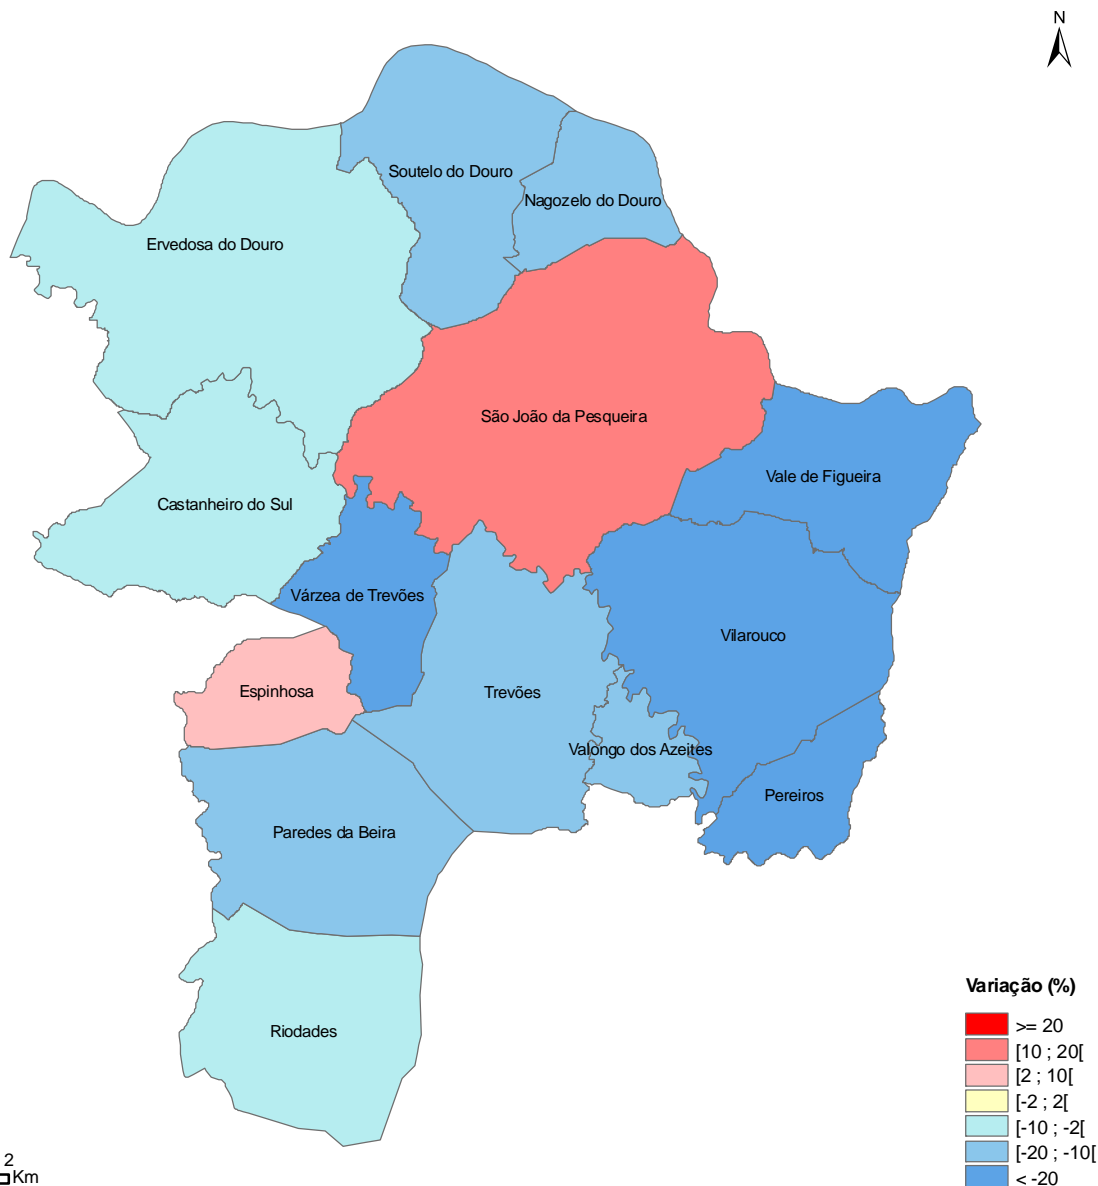 N
Soutelo do Douro
Nagozelo do Douro
Ervedosa do Douro
São João da Pesqueira
Vale de Figueira
Castanheiro do Sul
Várzea de Trevões
Vilarouco
Espinhosa
Trevões
Valongo dos Azeites
Pereiros
Paredes da Beira
Riodades
Variação (%)
>= 20
[10 ; 20[
[2 ; 10[
[-2 ; 2[
[-10 ; -2[
[-20 ; -10[
< -20
2
Km